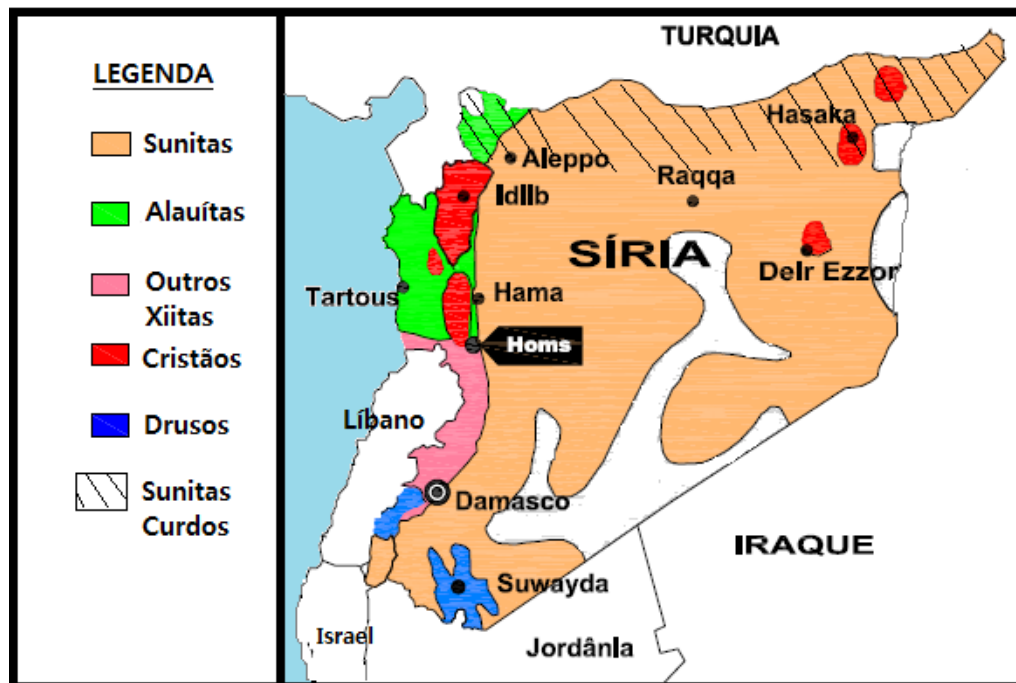 LEGENDA
Sunitas
Alauítas
Outros
Xiitas
Cristãos
Drusos
Sunitas
Curdos
TURQUIA
Hasaka
Aleppo
Raqqa
IdlIb
SÍRIA
DeIr Ezzor
Tartous
Hama
Homs
Líbano
Damasco
IRAQUE
Suwayda
Israel
JordânIa